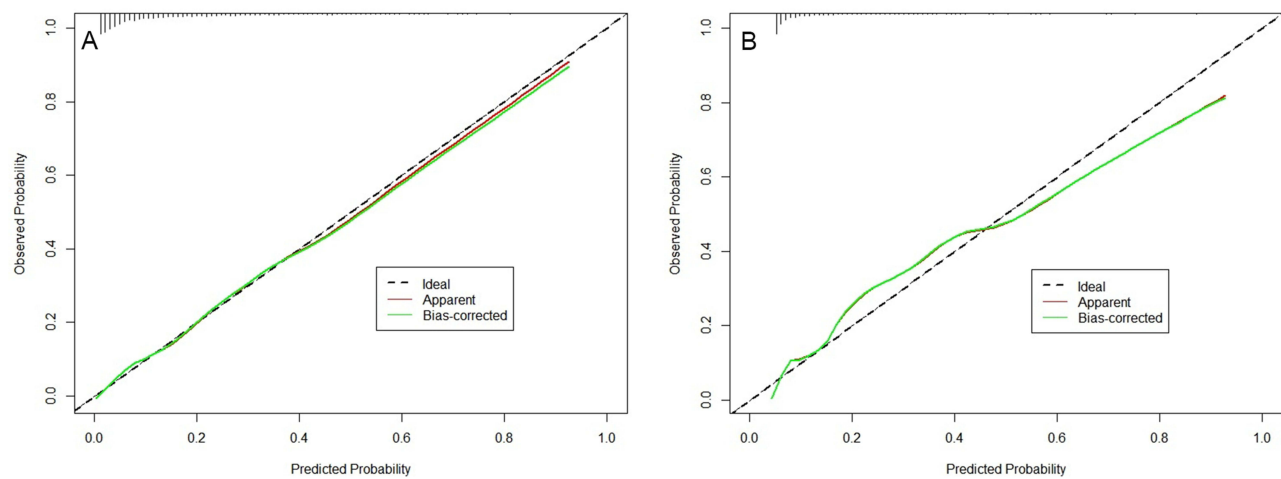 A
1.0
0.8
0.6
0.4
0.2
0.0
Observed Probability
Ideal
Apparent
Bias-corrected
0.0 0.2 0.4 0.6 0.8 1.0
Predicted Probability
B
1.0
0.8
0.6
0.4
0.2
0.0
Observed Probability
Ideal
Apparent
Bias-corrected
0.0 0.2 0.4 0.6 0.8 1.0
Predicted Probability